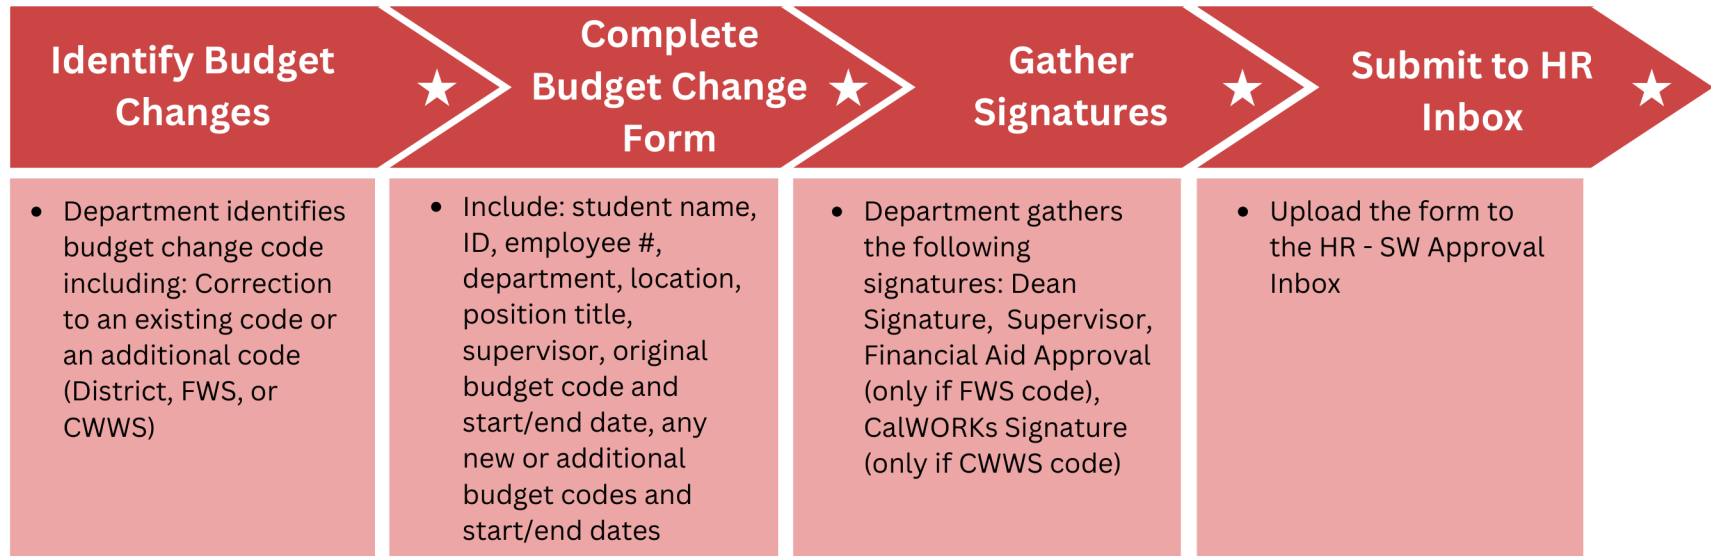 Identify Budget
Changes
Complete
Budget Change
Form
Gather
Signatures
Submit to HR
Inbox
• Department identifies
budget change code
including: Correction
to an existing code or
an additional code
(District, FWS, or
CWWS)
• Include: student name,
ID, employee #,
department, location,
position title,
supervisor, original
budget code and
start/end date, any
new or additional
budget codes and
start/end dates
• Department gathers
the following
signatures: Dean
Signature,  Supervisor,
Financial Aid Approval
(only if FWS code),
CalWORKs Signature
(only if CWWS code)
• Upload the form to
the HR - SW Approval
Inbox